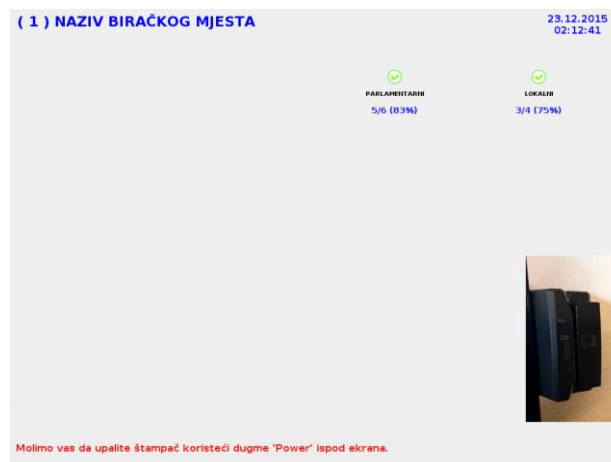 ( 1 ) NAZIV BIRAČKOG MJESTA
23.12.2015
02:12:41
PARLAMENTARNI
LOKALNI
5/6 (83%)
3/4 (75%)
Molimo vas da upalite štampač koristeći dugme 'Power' ispod ekrana.